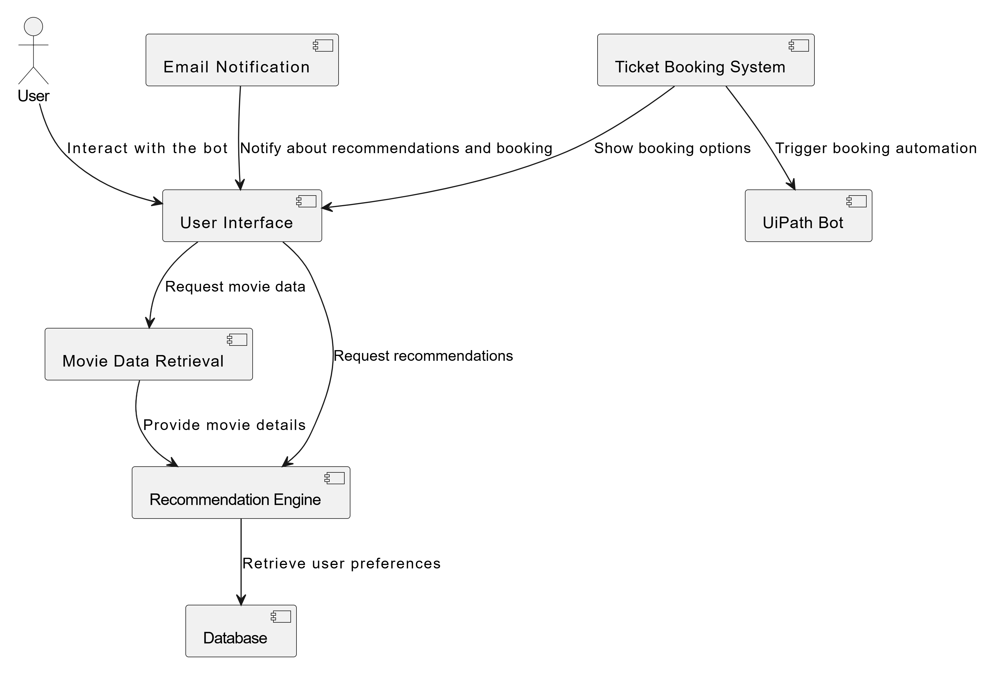 User
Email Notification
Ticket Booking System
Interact with the bot
Notify about recommendations and booking
Show booking options
Trigger booking automation
User Interface
UiPath Bot
Request movie data
Movie Data Retrieval
Request recommendations
Provide movie details
Recommendation Engine
Retrieve user preferences
Database